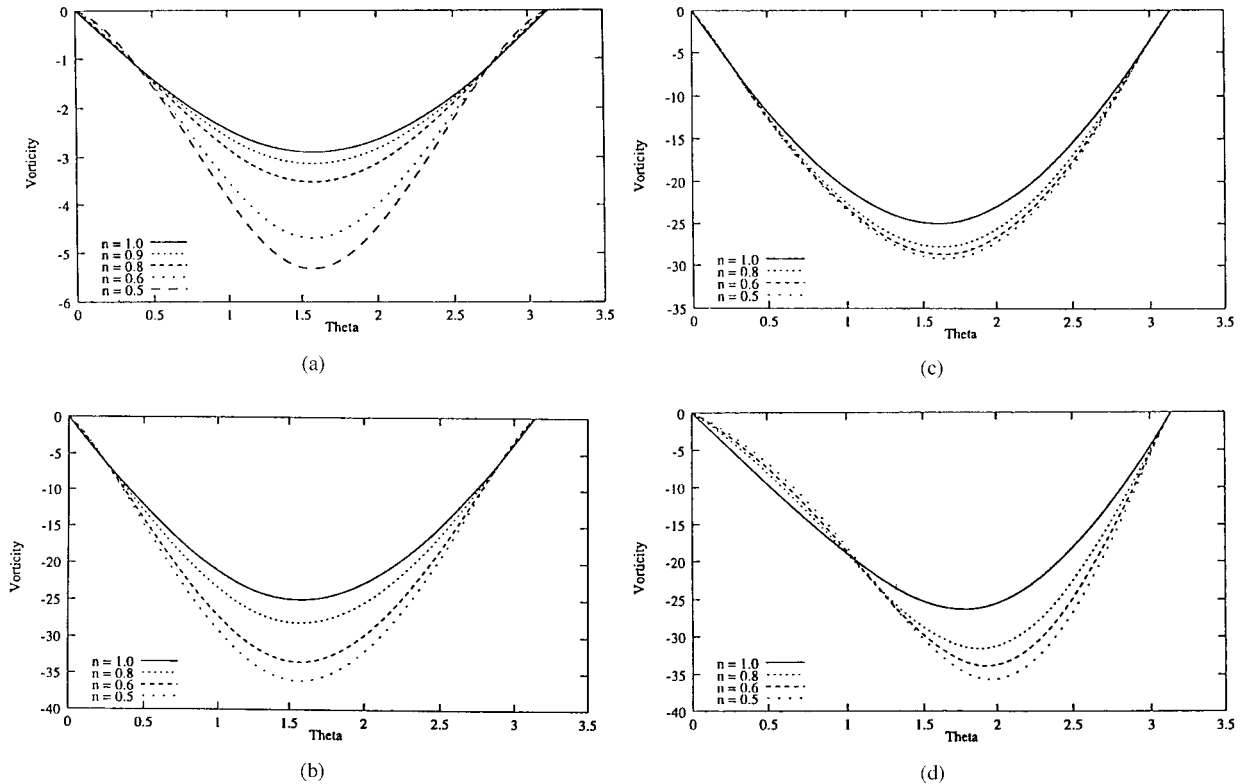 0
-1
-2
-3
-4
-5
-6
Vorticity
n = 1.0
n = 0.9
n = 0.8
n = 0.6
n = 0.5
0 0.5 1 1.5 2 2.5 3 3.5
Theta
(a)
0
-5
-10
-15
-20
-25
-30
-35
Vorticity
n = 1.0
n = 0.8
n = 0.6
n = 0.5
0 0.5 1 1.5 2 2.5 3 3.5
Theta
(c)
0
-5
-10
-15
-20
-25
-30
-35
-40
Vorticity
n = 1.0
n = 0.8
n = 0.6
n = 0.5
0 0.5 1 1.5 2 2.5 3 3.5
Theta
(b)
0
-5
-10
-15
-20
-25
-30
-35
-40
Vorticity
n = 1.0
n = 0.8
n = 0.6
n = 0.5
0 0.5 1 1.5 2 2.5 3 3.5
Theta
(d)